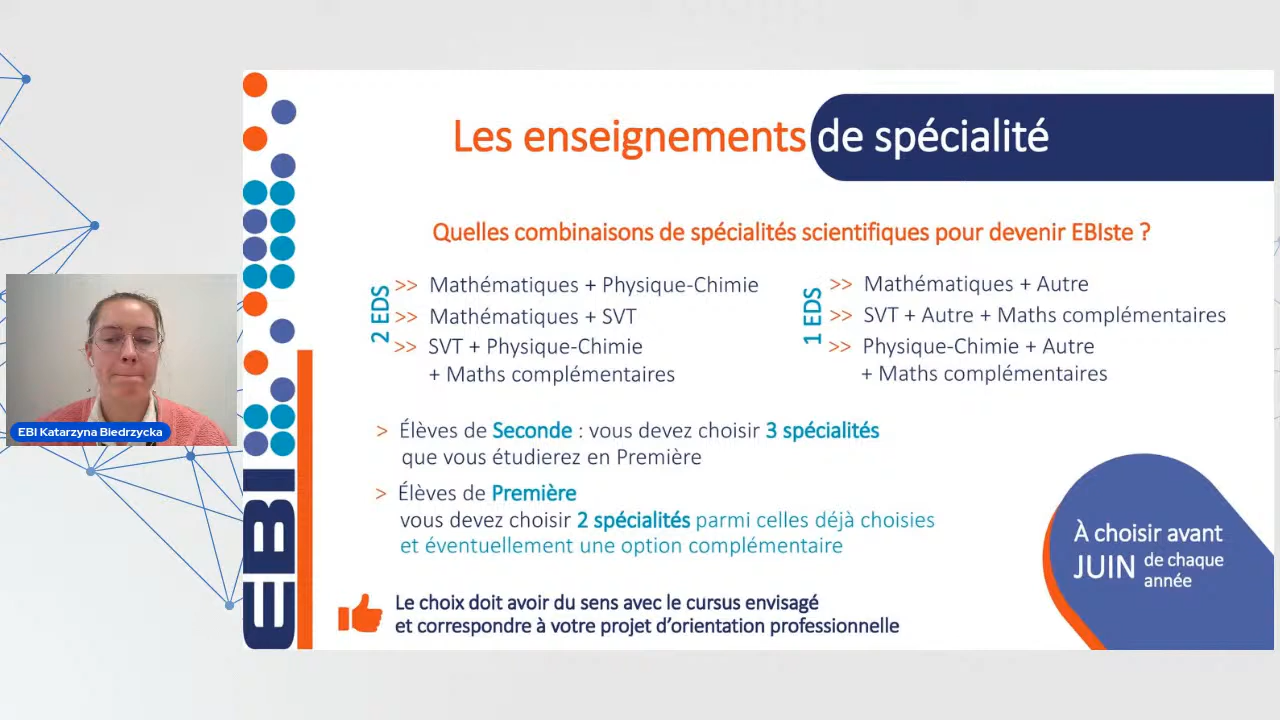 Les enseignements de spécialité
Quelles combinaisons de spécialités scientifiques pour devenir EBIste ?
2 EDS
>> Mathématiques + Physique-Chimie
>> Mathématiques + SVT
>> SVT + Physique-Chimie
+ Maths complémentaires
1 EDS
>> Mathématiques + Autre
>> SVT + Autre + Maths complémentaires
>> Physique-Chimie + Autre
+ Maths complémentaires
> Élèves de Seconde : vous devez choisir 3 spécialités
que vous étudierez en Première
> Élèves de Première
vous devez choisir 2 spécialités parmi celles déjà choisies
et éventuellement une option complémentaire
À choisir avant
JUIN de chaque
année
Le choix doit avoir du sens avec le cursus envisagé
et correspondre à votre projet d'orientation professionnelle
EBI
EBI Katarzyna Biedrzycka